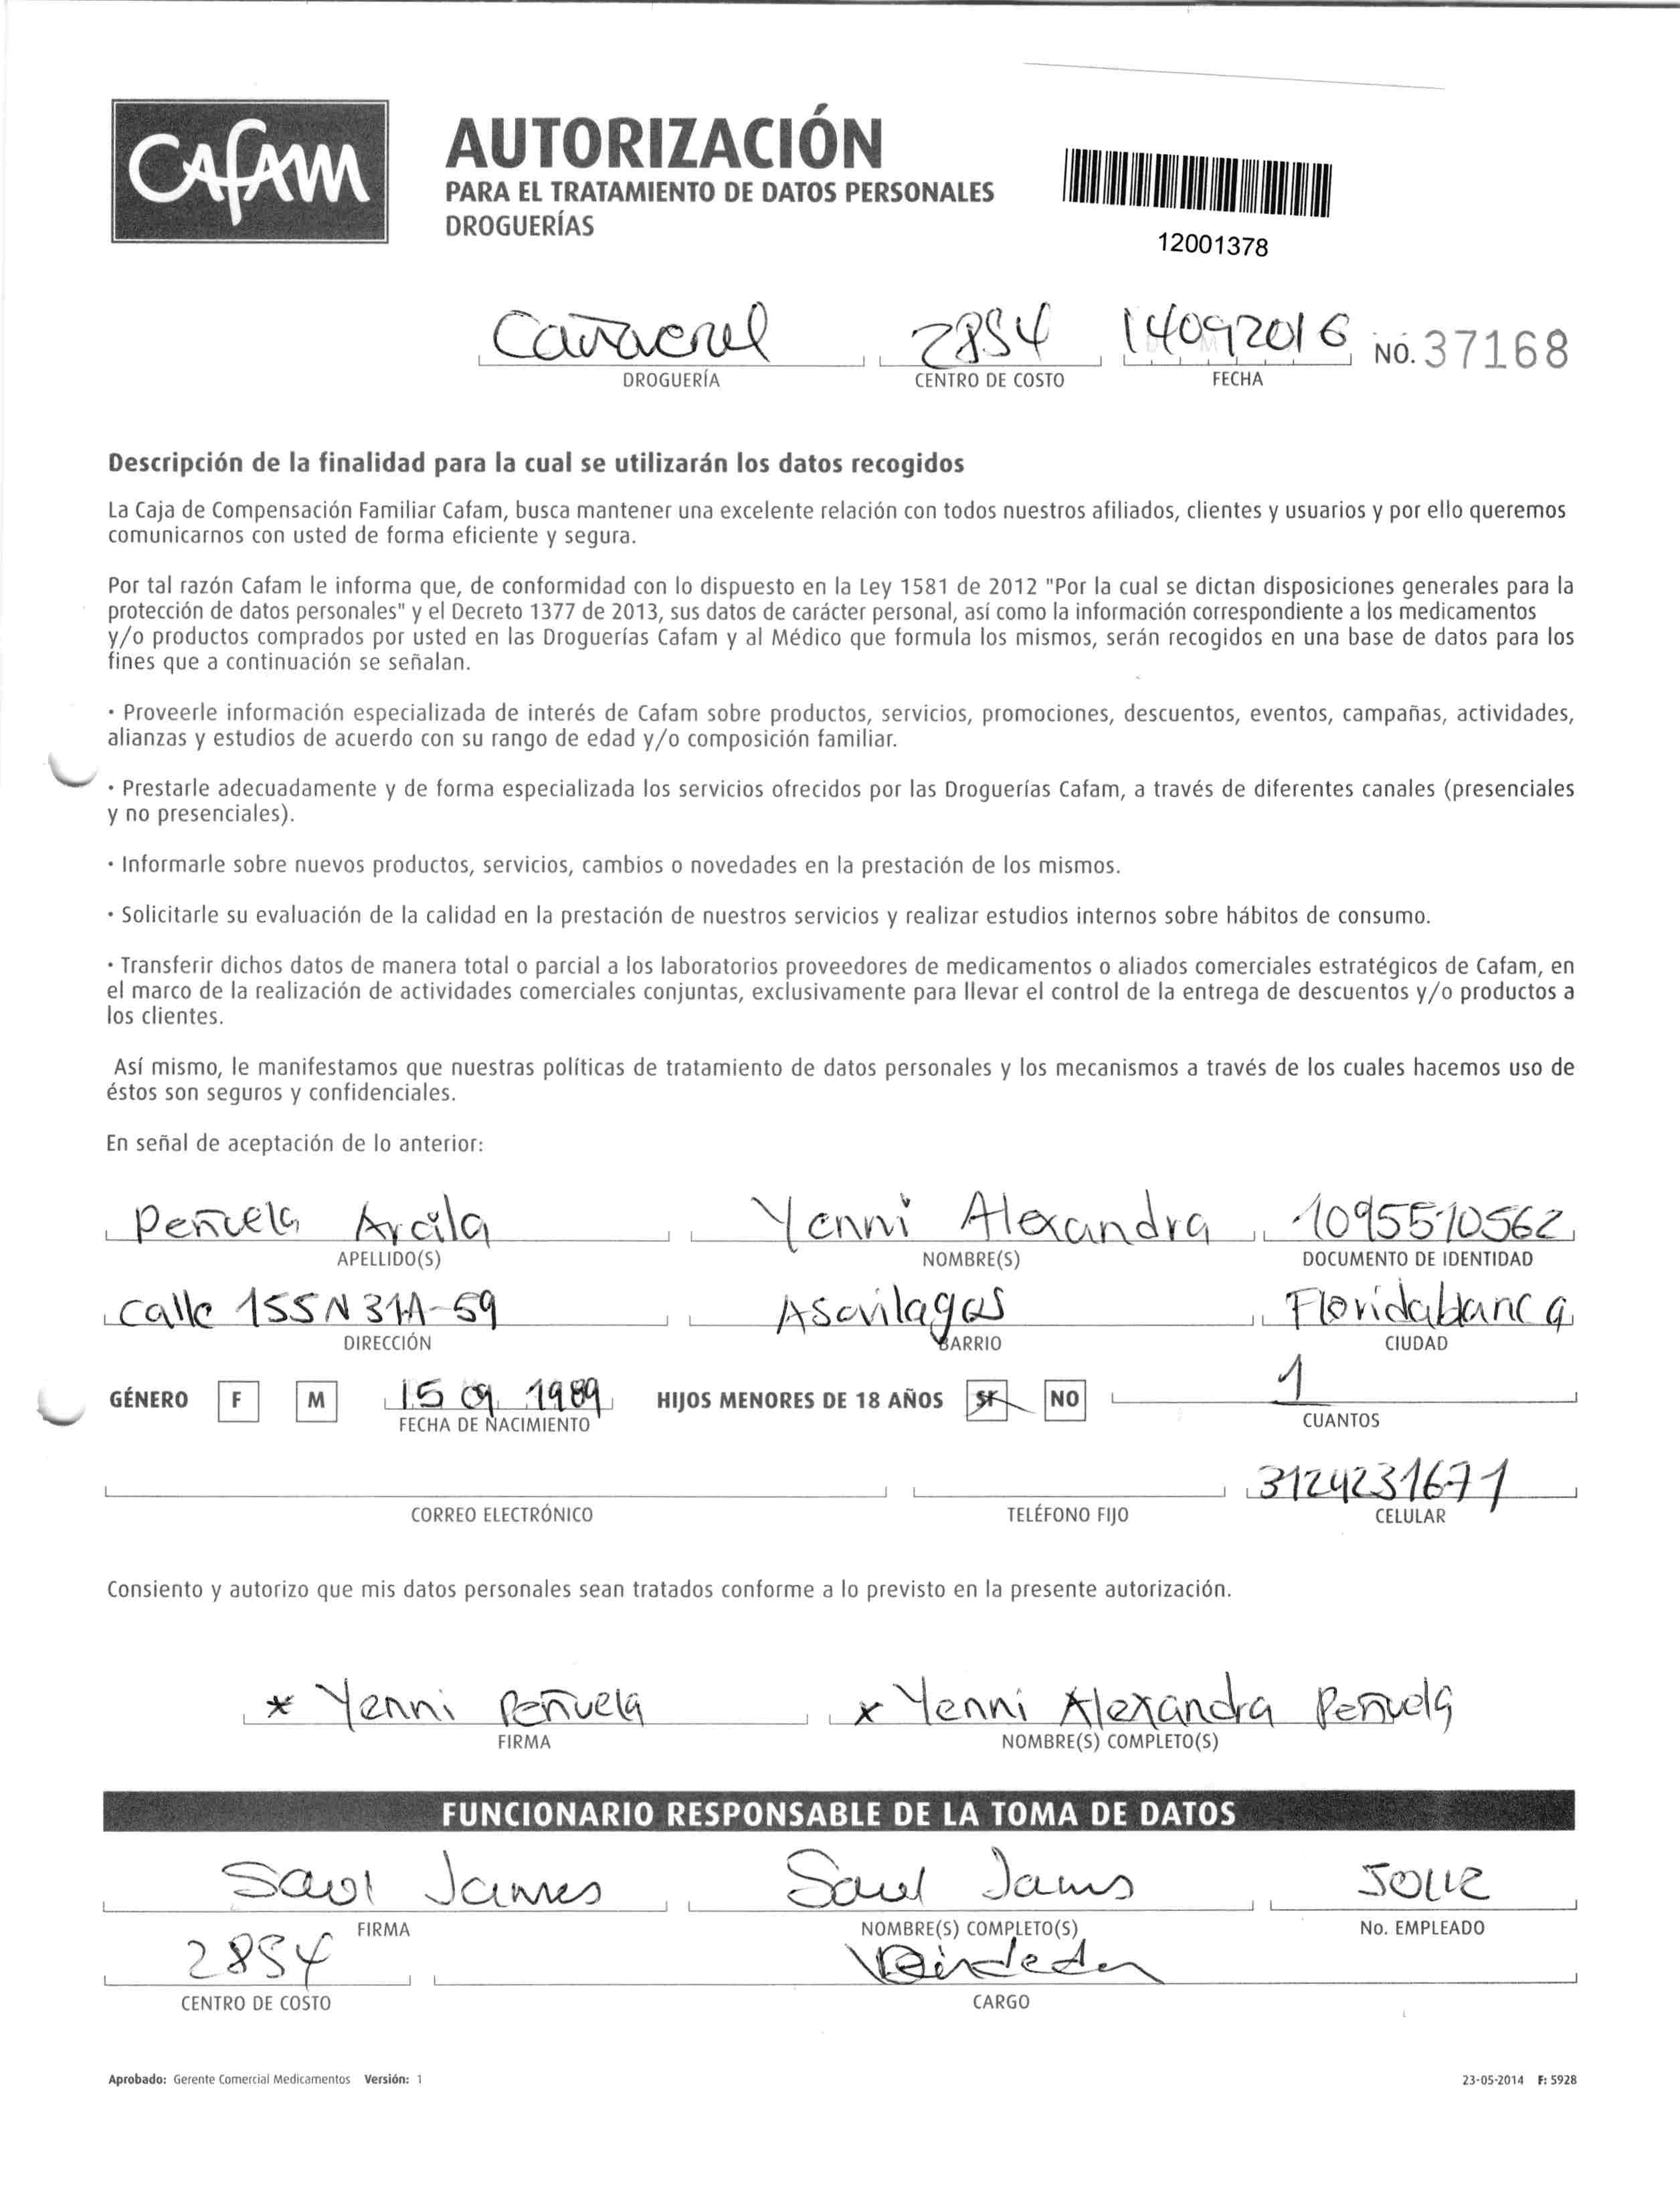 CAFAM
AUTORIZACIÓN
PARA EL TRATAMIENTO DE DATOS PERSONALES
DROGUERÍAS
12001378
Cañaveral 2854 14092016 NO. 37168
DROGUERÍA CENTRO DE COSTO FECHA
Descripción de la finalidad para la cual se utilizarán los datos recogidos
La Caja de Compensación Familiar Cafam, busca mantener una excelente relación con todos nuestros afiliados, clientes y usuarios y por ello queremos
comunicarnos con usted de forma eficiente y segura.
Por tal razón Cafam le informa que, de conformidad con lo dispuesto en la Ley 1581 de 2012 "Por la cual se dictan disposiciones generales para la
protección de datos personales" y el Decreto 1377 de 2013, sus datos de carácter personal, así como la información correspondiente a los medicamentos
y/o productos comprados por usted en las Droguerías Cafam y al Médico que formula los mismos, serán recogidos en una base de datos para los
fines que a continuación se señalan.
· Proveerle información especializada de interés de Cafam sobre productos, servicios, promociones, descuentos, eventos, campañas, actividades,
alianzas y estudios de acuerdo con su rango de edad y/o composición familiar.
· Prestarle adecuadamente y de forma especializada los servicios ofrecidos por las Droguerías Cafam, a través de diferentes canales (presenciales
y no presenciales).
· Informarle sobre nuevos productos, servicios, cambios o novedades en la prestación de los mismos.
· Solicitarle su evaluación de la calidad en la prestación de nuestros servicios y realizar estudios internos sobre hábitos de consumo.
· Transferir dichos datos de manera total o parcial a los laboratorios proveedores de medicamentos o aliados comerciales estratégicos de Cafam, en
el marco de la realización de actividades comerciales conjuntas, exclusivamente para llevar el control de la entrega de descuentos y/o productos a
los clientes.
Así mismo, le manifestamos que nuestras políticas de tratamiento de datos personales y los mecanismos a través de los cuales hacemos uso de
éstos son seguros y confidenciales.
En señal de aceptación de lo anterior:
Peñuela Arcila Yenni Alexandra 1095510562
APELLIDO(S) NOMBRE(S) DOCUMENTO DE IDENTIDAD
Calle 155 N 31A-59 Asovilagos Floridablanca
DIRECCIÓN BARRIO CIUDAD
GÉNERO F M 15 09 1989 HIJOS MENORES DE 18 AÑOS SI NO 1
FECHA DE NACIMIENTO CUANTOS
3124231671
CORREO ELECTRÓNICO TELÉFONO FIJO CELULAR
Consiento y autorizo que mis datos personales sean tratados conforme a lo previsto en la presente autorización.
* Yenni Peñuela x Yenni Alexandra Peñuela
FIRMA NOMBRE(S) COMPLETO(S)
FUNCIONARIO RESPONSABLE DE LA TOMA DE DATOS
Saul James Saul James
FIRMA NOMBRE(S) COMPLETO(S) No. EMPLEADO
2854
CENTRO DE COSTO CARGO
Aprobado: Gerente Comercial Medicamentos Versión: 1 23-05-2014 F: 5928